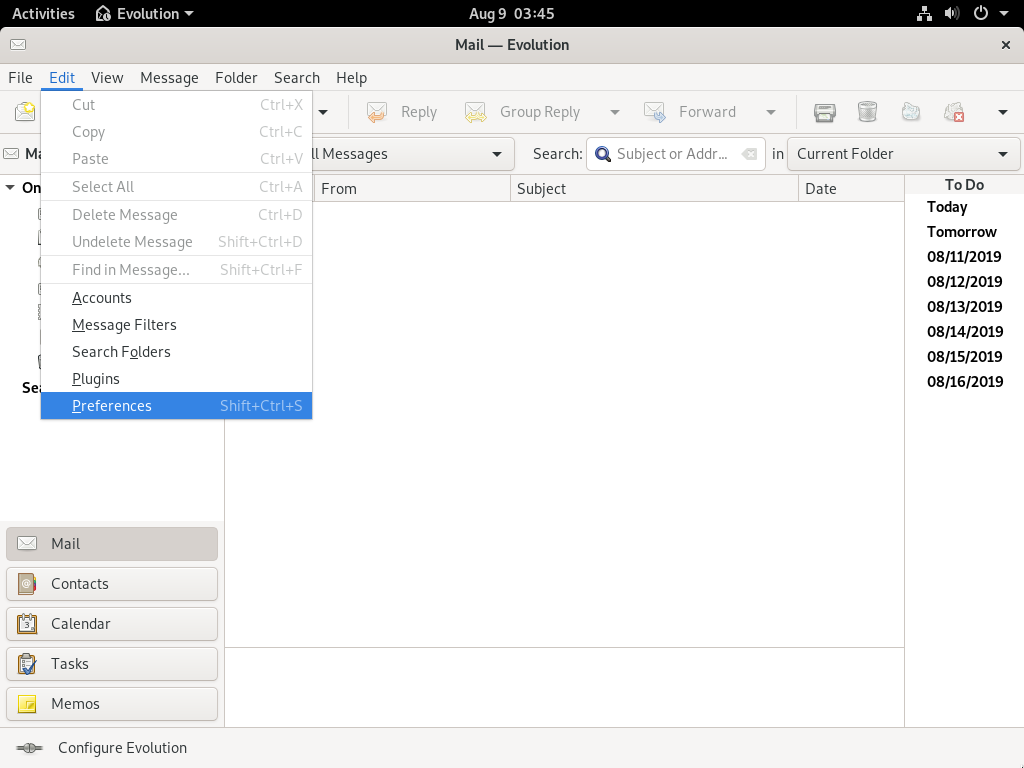 Activities Evolution Aug 9 03:45
Mail — Evolution
File Edit View Message Folder Search Help
Reply Group Reply Forward
Search: Subject or Addr... in Current Folder
Messages
Cut Ctrl+X
Copy Ctrl+C
Paste Ctrl+V
Select All Ctrl+A
Delete Message Ctrl+D
Undelete Message Shift+Ctrl+D
Find in Message... Shift+Ctrl+F
Accounts
Message Filters
Search Folders
Plugins
Preferences Shift+Ctrl+S
From Subject Date
To Do
Today
Tomorrow
08/11/2019
08/12/2019
08/13/2019
08/14/2019
08/15/2019
08/16/2019
Mail
Contacts
Calendar
Tasks
Memos
Configure Evolution